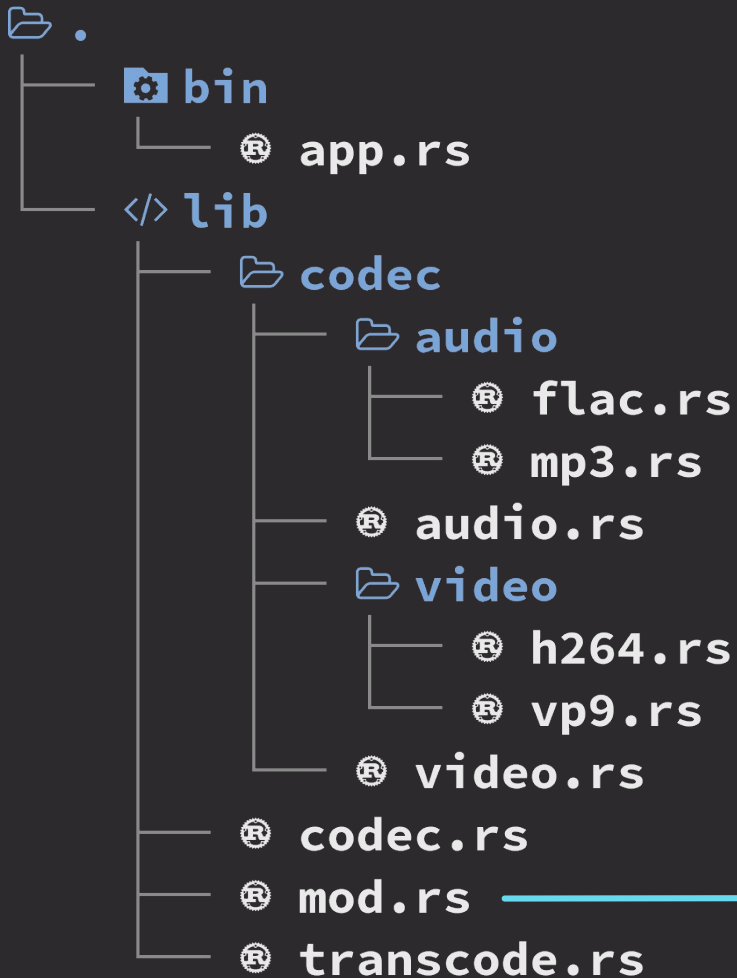 .
bin
app.rs
lib
codec
audio
flac.rs
mp3.rs
audio.rs
video
h264.rs
vp9.rs
video.rs
codec.rs
mod.rs
transcode.rs